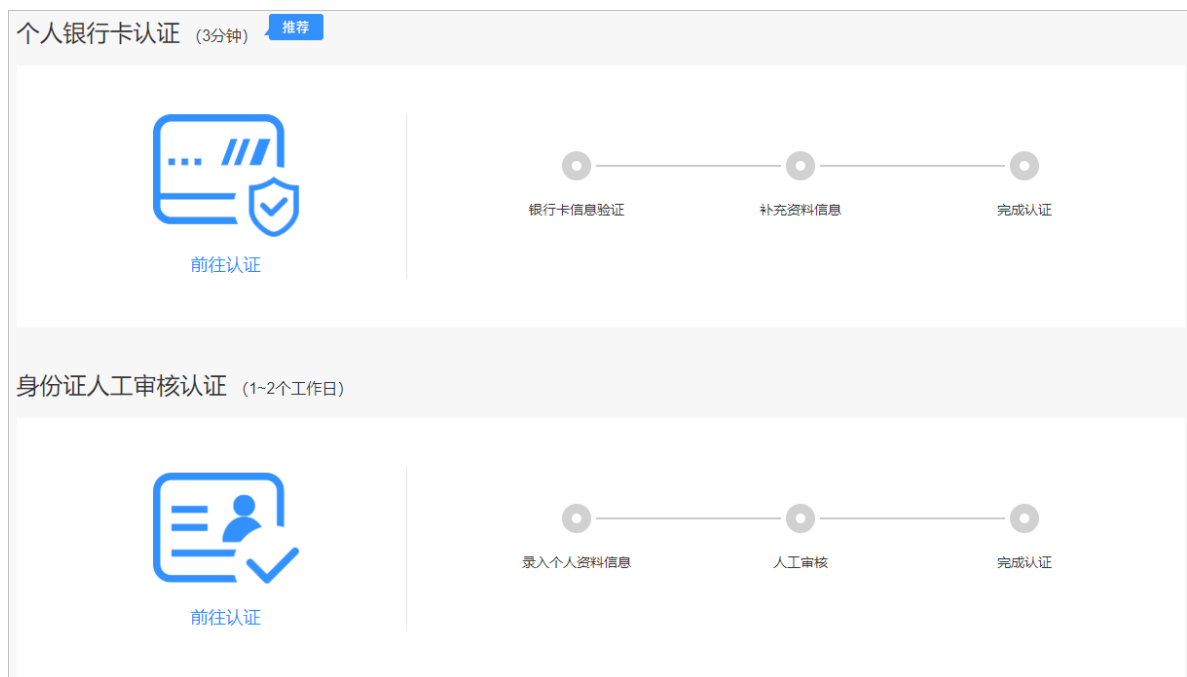 个人银行卡认证 (3分钟) 推荐
前往认证
银行卡信息验证 补充资料信息 完成认证
身份证人工审核认证 (1~2个工作日)
前往认证
录入个人资料信息 人工审核 完成认证